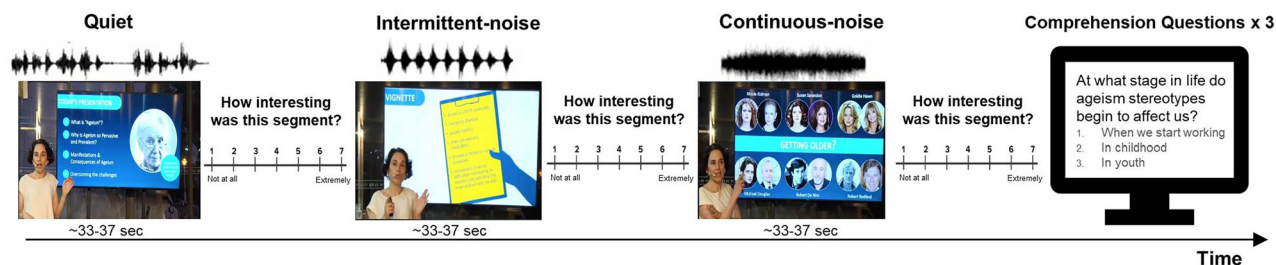 Quiet
Intermittent-noise
Continuous-noise
Comprehension Questions x 3
TODAY'S PRESENTATION
What is "Ageism"?
Why is Ageism so Pervasive
and Prevalent?
Manifestations &
Consequences of Ageism
Overcoming the challenges
How interesting
was this segment?
1 2 3 4 5 6 7
Not at all
Extremely
~33-37 sec
VIGNETTE
How interesting
was this segment?
1 2 3 4 5 6 7
Not at all
Extremely
~33-37 sec
Nicole Kidman
Susan Sarandon
Goldie Hawn
GETTING OLDER?
Michael Douglas
Robert De Niro
Robert Redford
How interesting
was this segment?
1 2 3 4 5 6 7
Not at all
Extremely
~33-37 sec
At what stage in life do
ageism stereotypes
begin to affect us?
1. When we start working
2. In childhood
3. In youth
Time